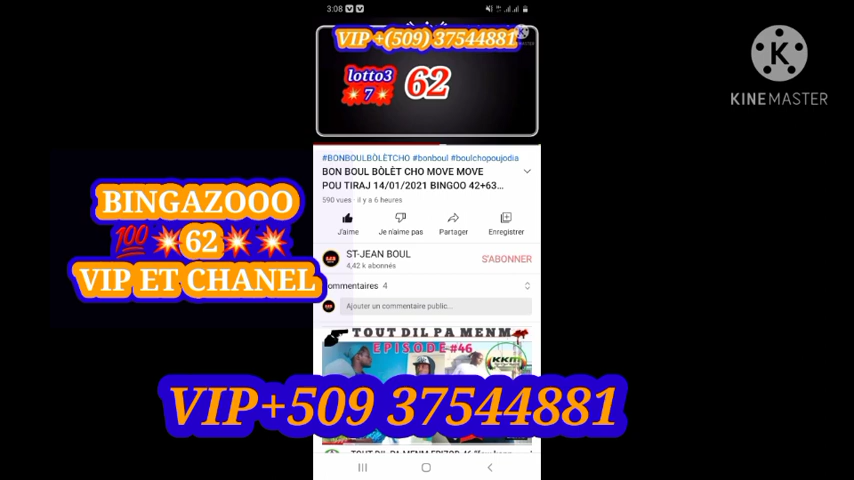 3:08
VIP +(509) 37544881
lotto3
7
62
KINEMASTER
#BONBOULBÒLÈTCHO #bonboul #boulchopoujodia
BON BOUL BÒLÈT CHO MOVE MOVE
POU TIRAJ 14/01/2021 BINGOO 42+63...
590 vues · il y a 6 heures
J'aime
Je n'aime pas
Partager
Enregistrer
BINGAZOOO
💯💥62💥💥
VIP ET CHANEL
ST-JEAN BOUL
4,42 k abonnés
S'ABONNER
ommentaires 4
Ajouter un commentaire public...
TOUT DIL PA MENM
EPISODE #46
KKM
VIP+509 37544881